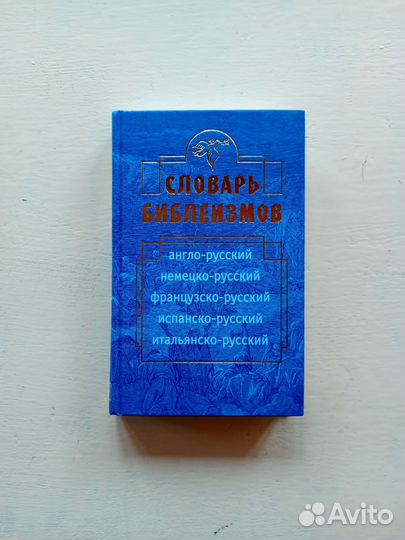 СЛОВАРЬ
БИБЛЕИЗМОВ
англо-русский
немецко-русский
французско-русский
испанско-русский
итальянско-русский
Avito